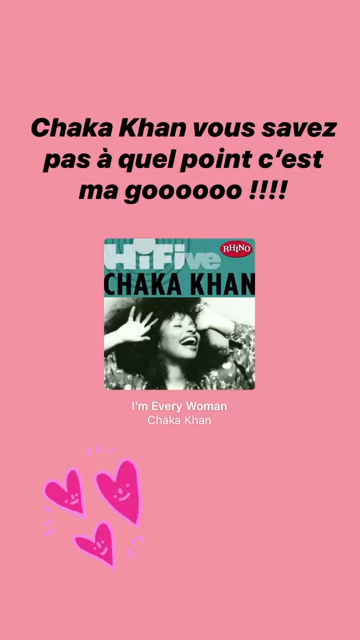 Chaka Khan vous savez
pas à quel point c’est
ma goooooo !!!!
HiFive
RHINO
CHAKA KHAN
I'm Every Woman
Chaka Khan